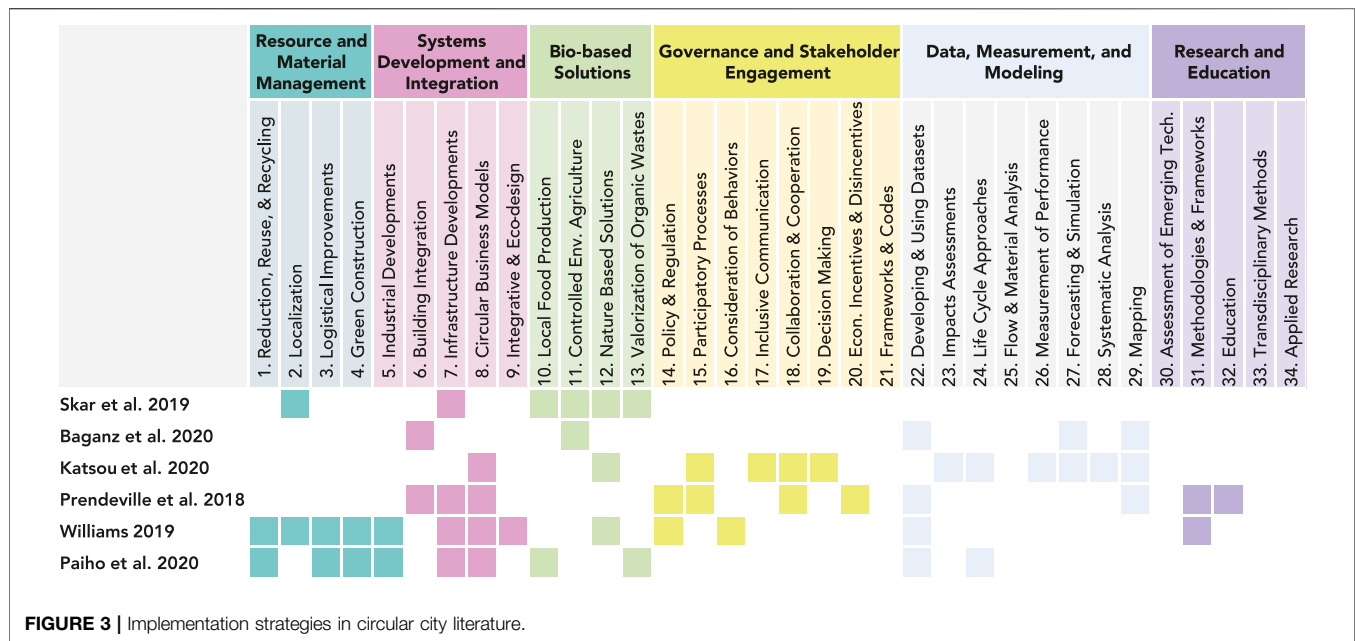 Resource and
Material
Management
Systems
Development and
Integration
Bio-based
Solutions
Governance and Stakeholder
Engagement
Data, Measurement, and
Modeling
Research and
Education
1. Reduction, Reuse, & Recycling
2. Localization
3. Logistical Improvements
4. Green Construction
5. Industrial Developments
6. Building Integration
7. Infrastructure Developments
8. Circular Business Models
9. Integrative & Eco-design
10. Local Food Production
11. Controlled Env. Agriculture
12. Nature Based Solutions
13. Valorization of Organic Wastes
14. Policy & Regulation
15. Participatory Processes
16. Consideration of Behaviors
17. Inclusive Communication
18. Collaboration & Cooperation
19. Decision Making
20. Econ. Incentives & Disincentives
21. Frameworks & Codes
22. Developing & Using Datasets
23. Impacts Assessments
24. Life Cycle Approaches
25. Flow & Material Analysis
26. Measurement of Performance
27. Forecasting & Simulation
28. Systematic Analysis
29. Mapping
30. Assessment of Emerging Tech.
31. Methodologies & Frameworks
32. Education
33. Transdisciplinary Methods
34. Applied Research
Skar et al. 2019
Baganz et al. 2020
Katsou et al. 2020
Prendeville et al. 2018
Williams 2019
Paiho et al. 2020
FIGURE 3 | Implementation strategies in circular city literature.